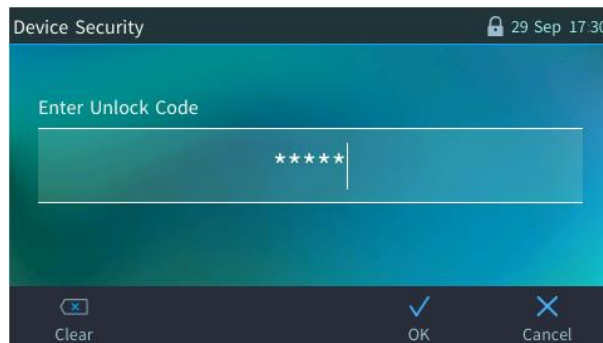 Device Security 29 Sep 17:30
Enter Unlock Code
*****
Clear OK Cancel